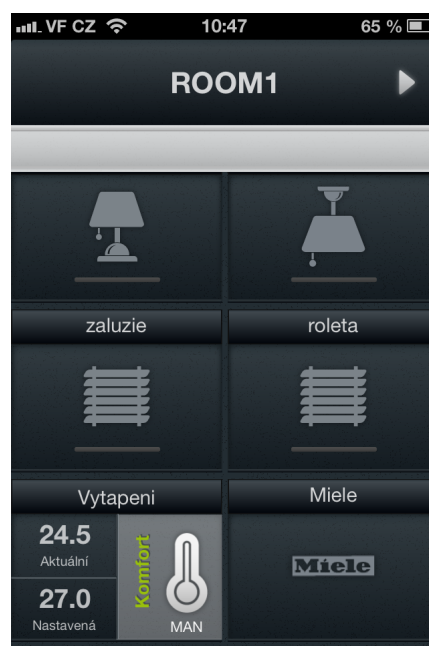 VF CZ 10:47 65 %
ROOM1
zaluzie roleta
Vytapeni Miele
24.5
Aktuální
Komfort
27.0
Nastavená
MAN
Miele